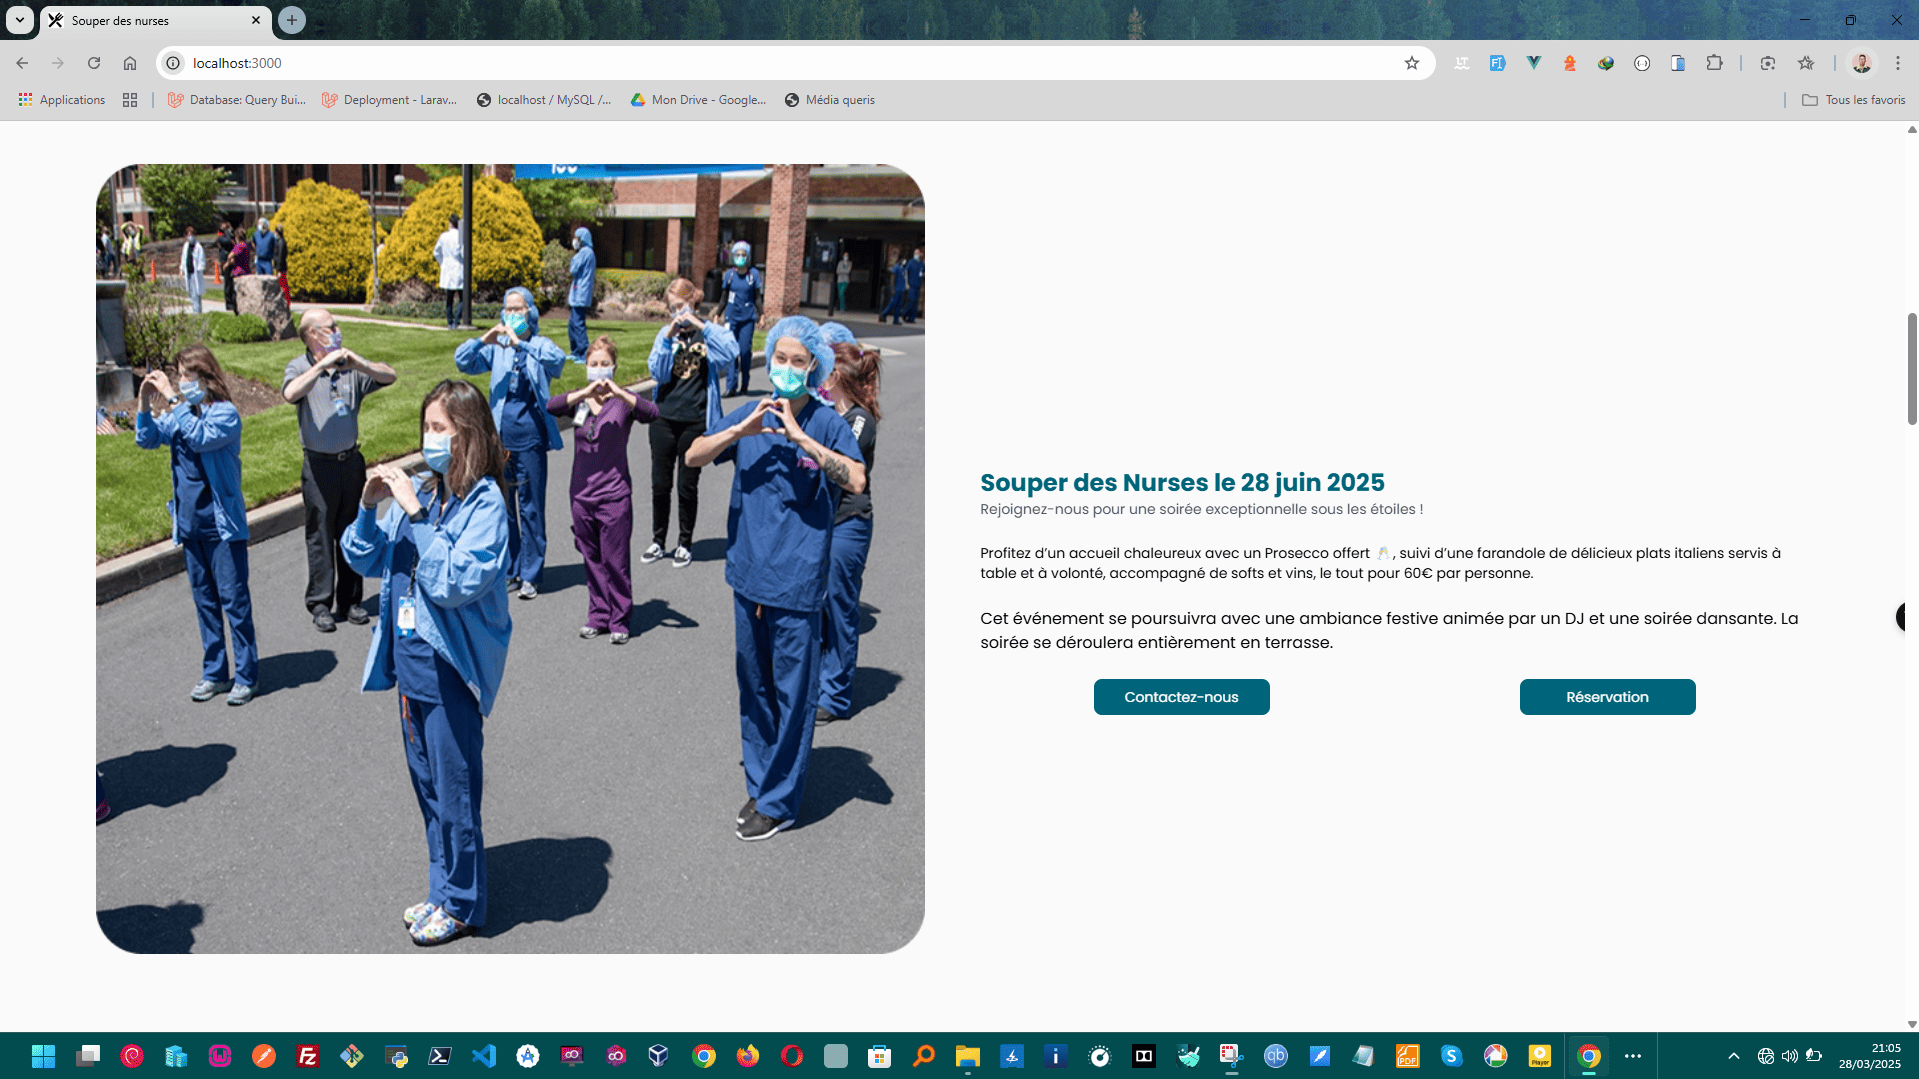 Souper des nurses
localhost:3000
Applications
Database: Query Bui...
Deployment - Larav...
localhost / MySQL /...
Mon Drive - Google...
Média queris
Tous les favoris
Souper des Nurses le 28 juin 2025
Rejoignez-nous pour une soirée exceptionnelle sous les étoiles !
Profitez d’un accueil chaleureux avec un Prosecco offert 🥂, suivi d’une farandole de délicieux plats italiens servis à
table et à volonté, accompagné de softs et vins, le tout pour 60€ par personne.
Cet événement se poursuivra avec une ambiance festive animée par un DJ et une soirée dansante. La
soirée se déroulera entièrement en terrasse.
Contactez-nous
Réservation
21:05
28/03/2025